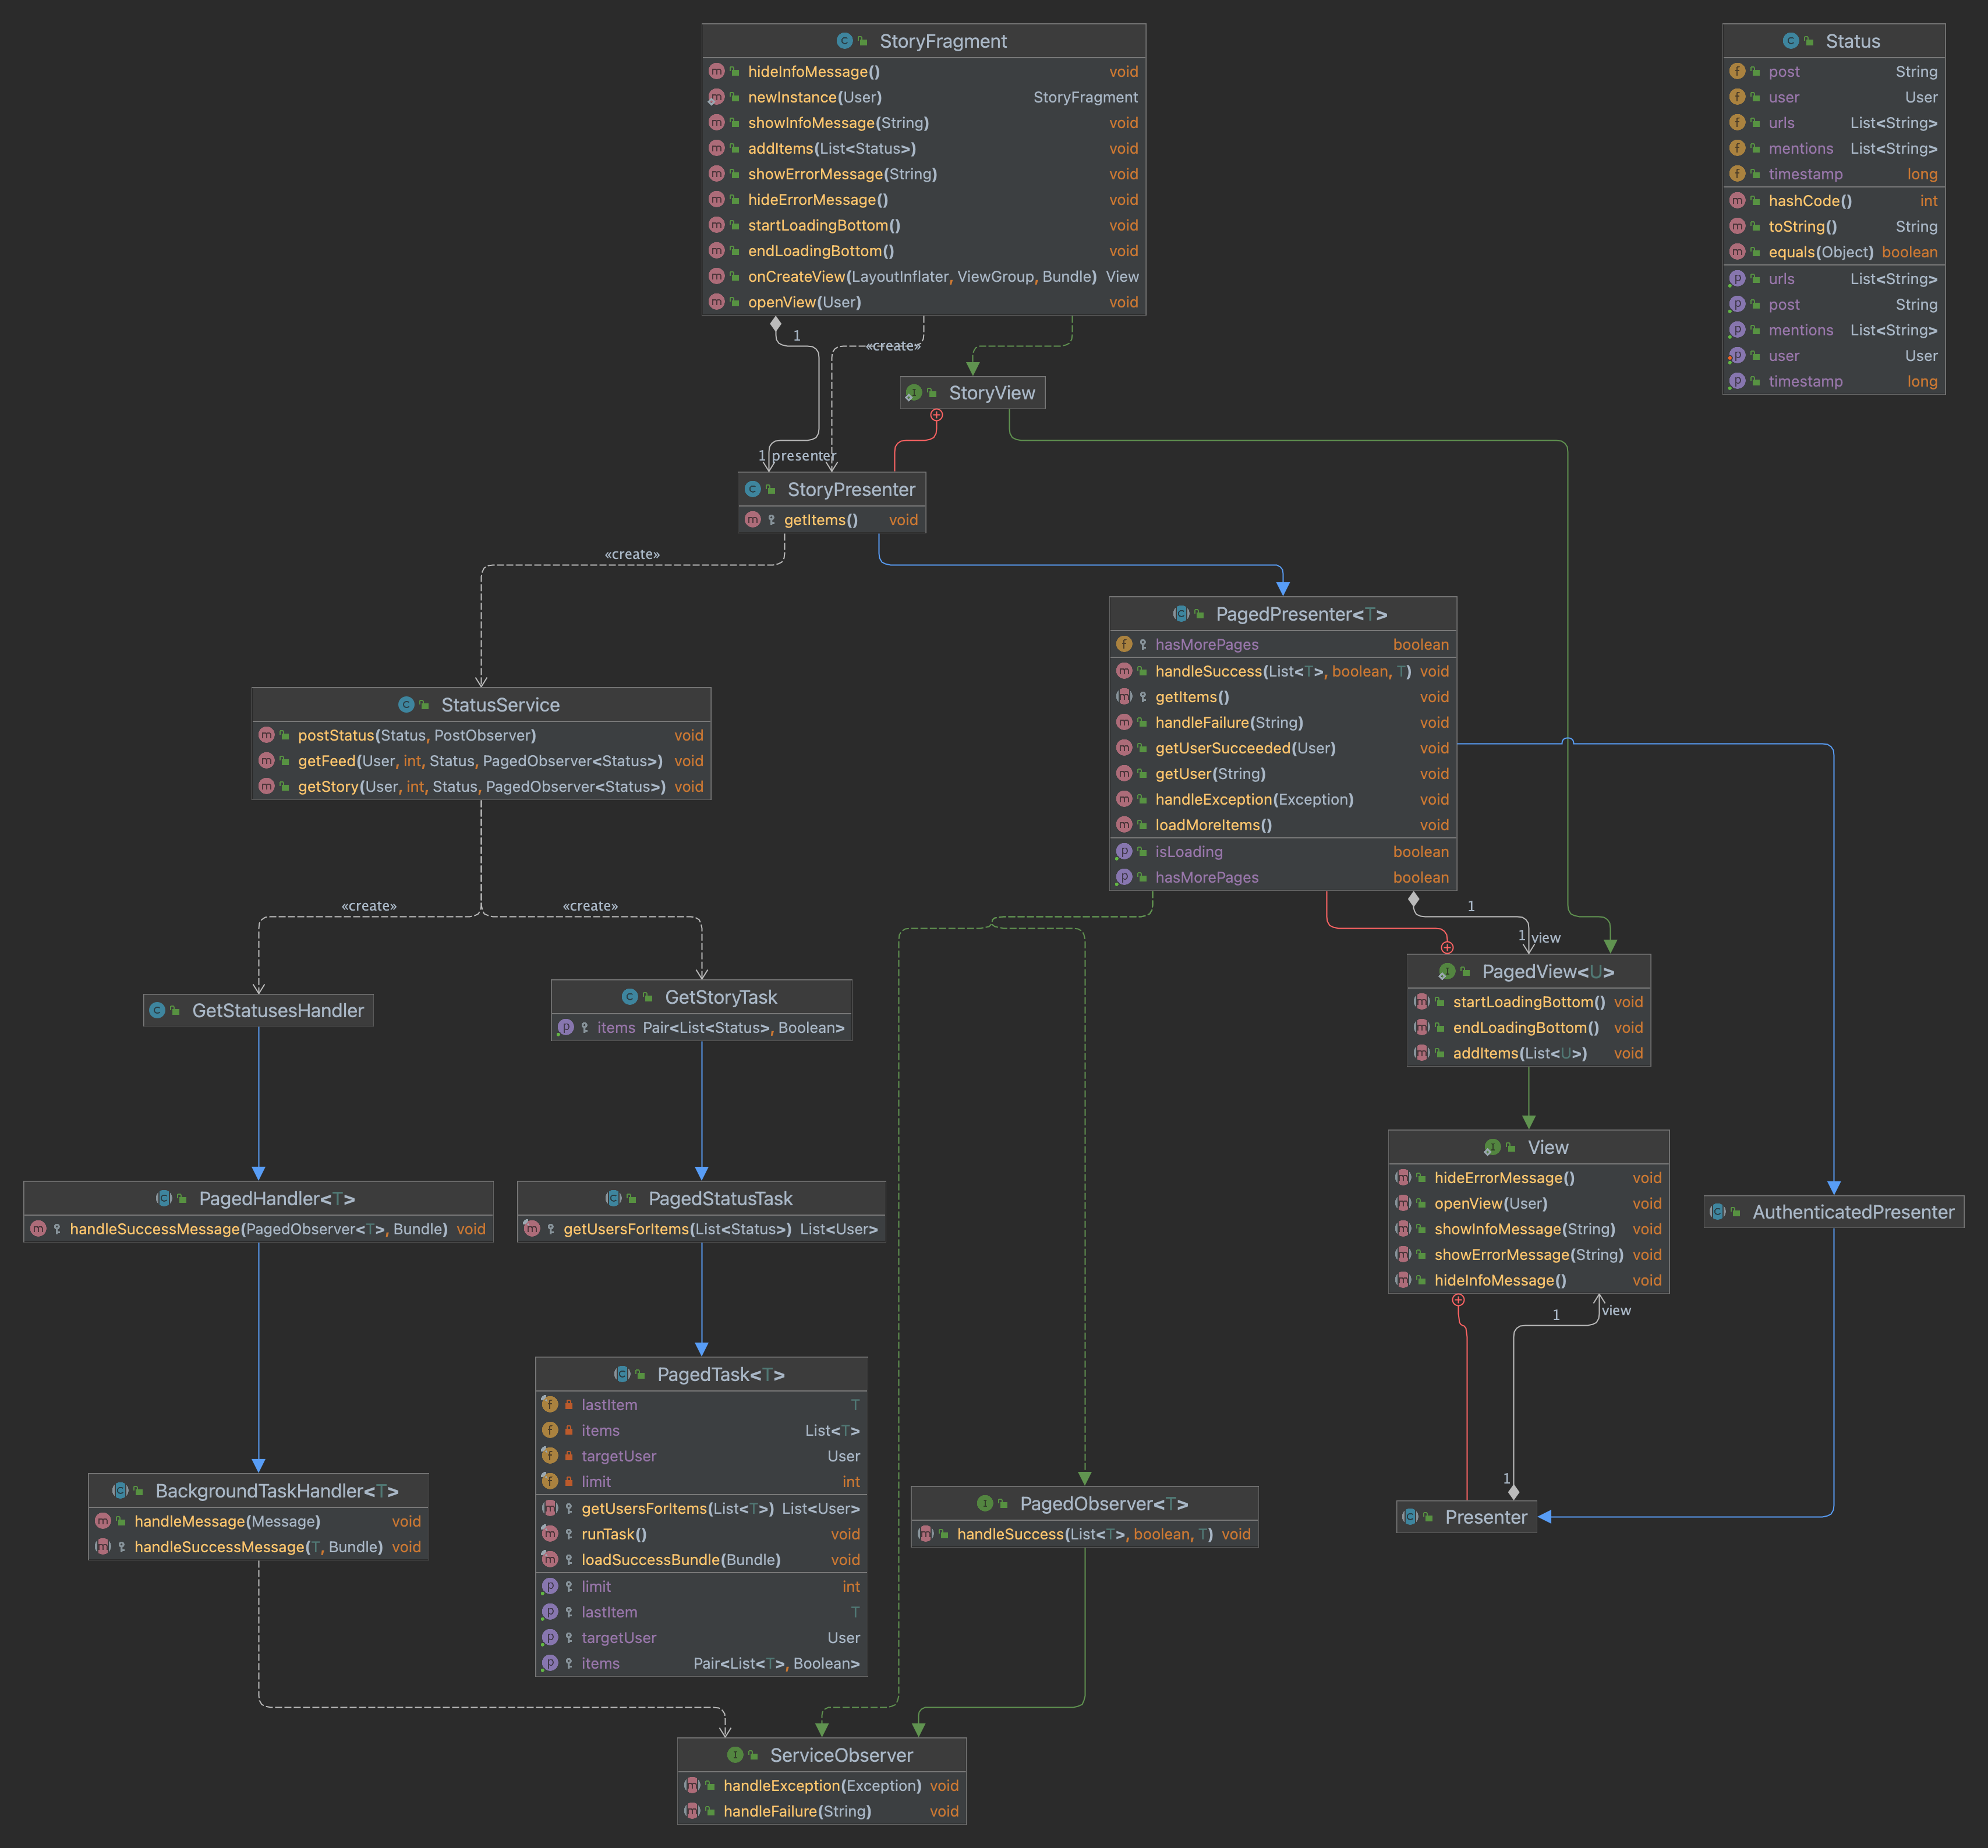 StoryFragment
hideInfoMessage() void
newInstance(User) StoryFragment
showInfoMessage(String) void
addItems(List<Status>) void
showErrorMessage(String) void
hideErrorMessage() void
startLoadingBottom() void
endLoadingBottom() void
onCreateView(LayoutInflater, ViewGroup, Bundle) View
openView(User) void
Status
post String
user User
urls List<String>
mentions List<String>
timestamp long
hashCode() int
toString() String
equals(Object) boolean
urls List<String>
post String
mentions List<String>
user User
timestamp long
1
«create»
StoryView
1 presenter
StoryPresenter
getItems() void
«create»
PagedPresenter<T>
hasMorePages boolean
handleSuccess(List<T>, boolean, T) void
getItems() void
handleFailure(String) void
getUserSucceeded(User) void
getUser(String) void
handleException(Exception) void
loadMoreItems() void
isLoading boolean
hasMorePages boolean
StatusService
postStatus(Status, PostObserver) void
getFeed(User, int, Status, PagedObserver<Status>) void
getStory(User, int, Status, PagedObserver<Status>) void
«create»
«create»
1
1 view
PagedView<U>
startLoadingBottom() void
endLoadingBottom() void
addItems(List<U>) void
GetStatusesHandler
GetStoryTask
items Pair<List<Status>, Boolean>
View
hideErrorMessage() void
openView(User) void
showInfoMessage(String) void
showErrorMessage(String) void
hideInfoMessage() void
AuthenticatedPresenter
PagedHandler<T>
handleSuccessMessage(PagedObserver<T>, Bundle) void
PagedStatusTask
getUsersForItems(List<Status>) List<User>
1 view
1
Presenter
PagedTask<T>
lastItem T
items List<T>
targetUser User
limit int
getUsersForItems(List<T>) List<User>
runTask() void
loadSuccessBundle(Bundle) void
limit int
lastItem T
targetUser User
items Pair<List<T>, Boolean>
BackgroundTaskHandler<T>
handleMessage(Message) void
handleSuccessMessage(T, Bundle) void
PagedObserver<T>
handleSuccess(List<T>, boolean, T) void
ServiceObserver
handleException(Exception) void
handleFailure(String) void